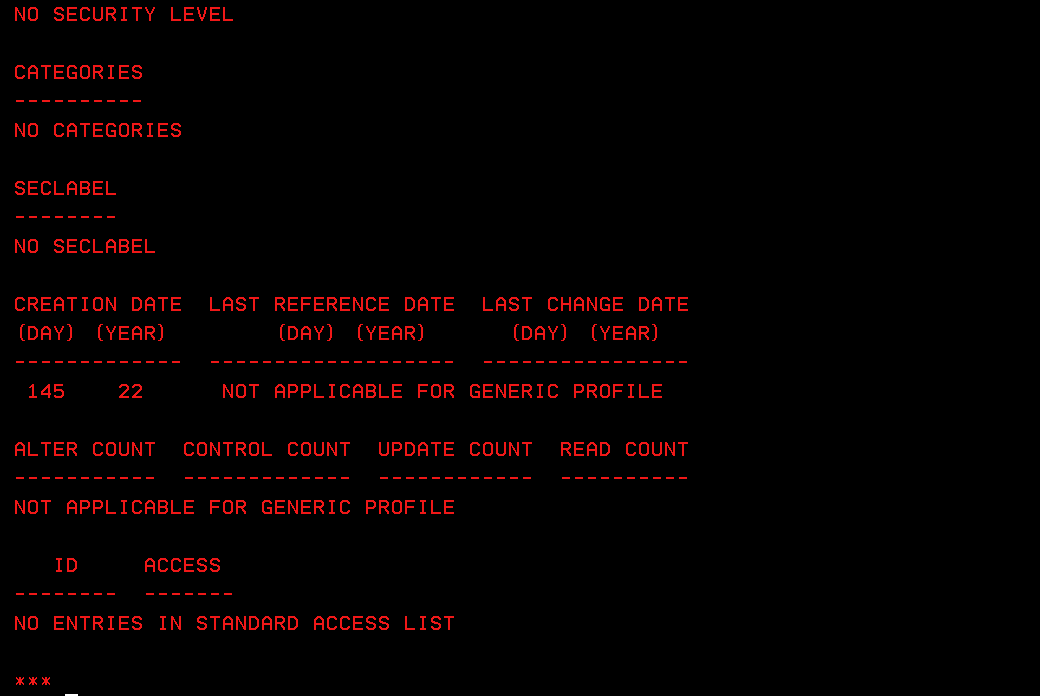 NO SECURITY LEVEL
CATEGORIES
----------
NO CATEGORIES
SECLABEL
--------
NO SECLABEL
CREATION DATE  LAST REFERENCE DATE  LAST CHANGE DATE
(DAY) (YEAR)        (DAY) (YEAR)      (DAY) (YEAR)
-------------  -------------------  ----------------
 145    22      NOT APPLICABLE FOR GENERIC PROFILE
ALTER COUNT  CONTROL COUNT  UPDATE COUNT  READ COUNT
-----------  -------------  ------------  ----------
NOT APPLICABLE FOR GENERIC PROFILE
   ID     ACCESS
--------  -------
NO ENTRIES IN STANDARD ACCESS LIST
***